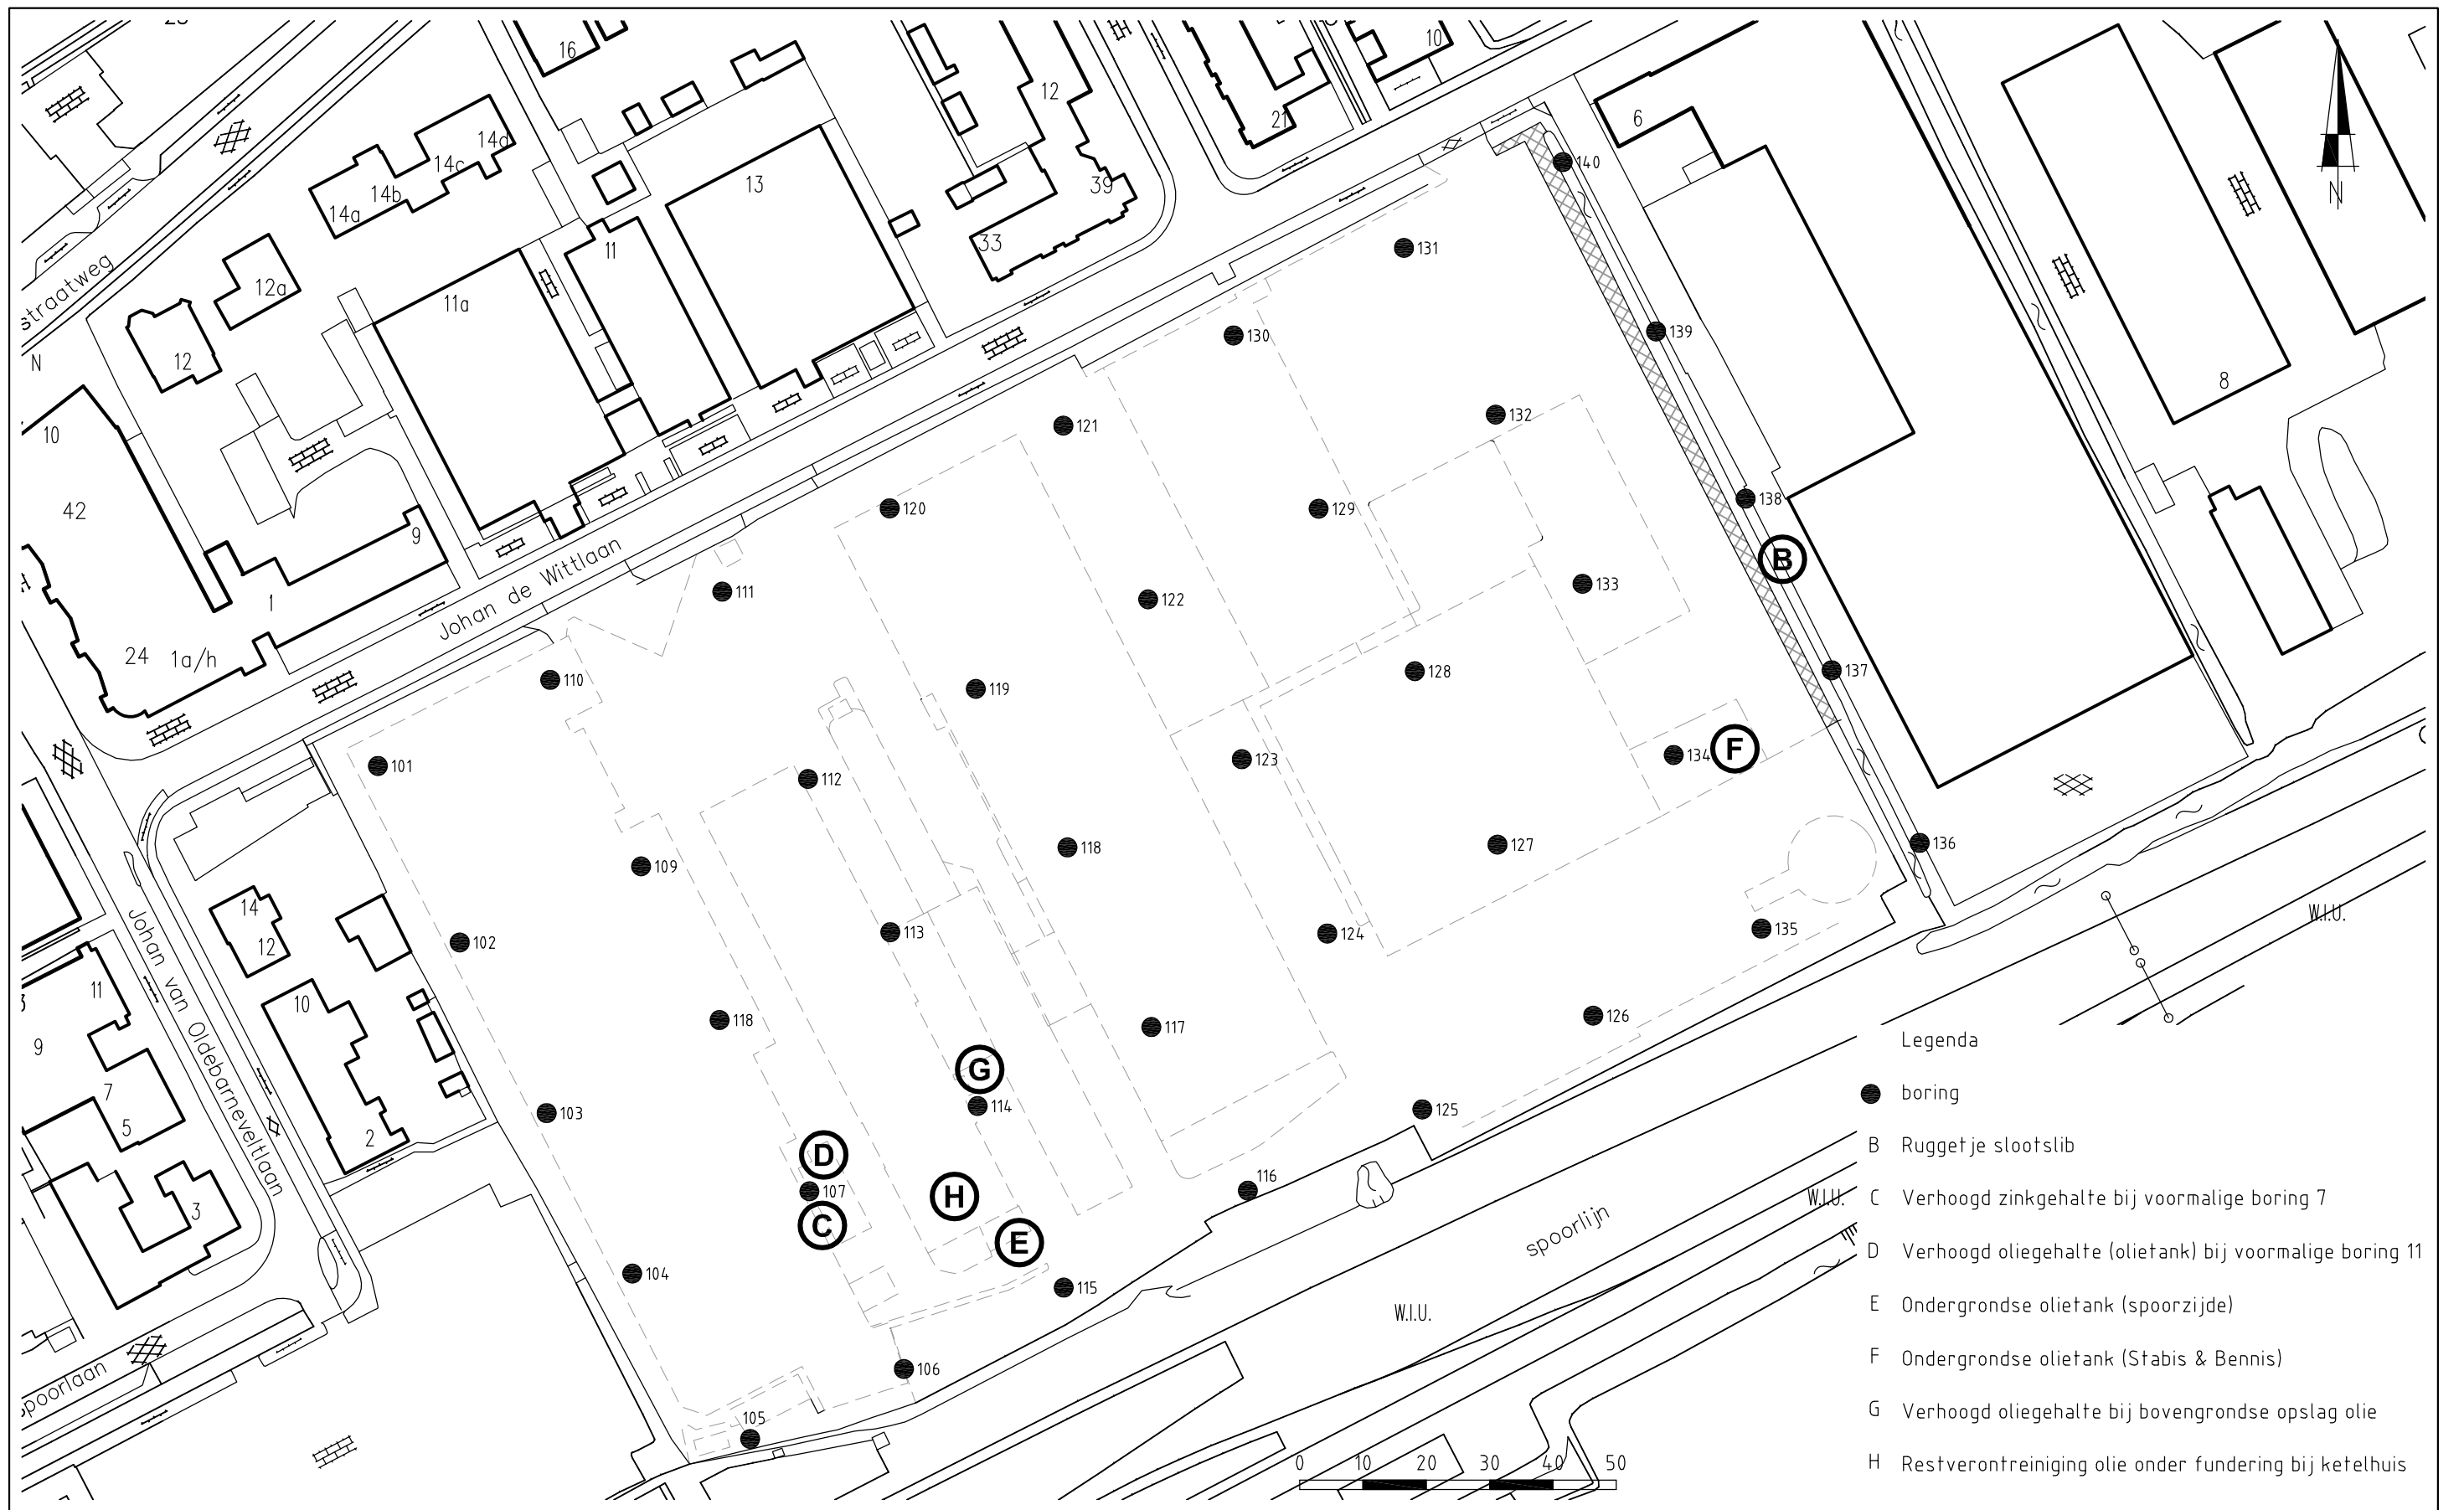 16
10
12
21
6
14d
14c
14b
14a
13
39
33
11
12a
11a
12
N
straatweg
N
8
10
42
9
1
24
1a/h
Johan de Wittlaan
140
131
139
130
132
121
138
120
129
B
111
122
133
110
119
128
137
101
112
123
134
F
109
118
127
136
14
12
102
113
124
135
W.I.U.
11
10
9
118
117
126
7
5
2
Johan van Oldebarneveltlaan
103
G
114
125
3
D
107
C
H
116
E
spoorlijn
W.I.U.
104
115
W.I.U.
106
105
spoorlaan
0 10 20 30 40 50
Legenda
boring
B Ruggetje slootslib
C Verhoogd zinkgehalte bij voormalige boring 7
D Verhoogd oliegehalte (olietank) bij voormalige boring 11
E Ondergrondse olietank (spoorzijde)
F Ondergrondse olietank (Stabis & Bennis)
G Verhoogd oliegehalte bij bovengrondse opslag olie
H Restverontreiniging olie onder fundering bij ketelhuis